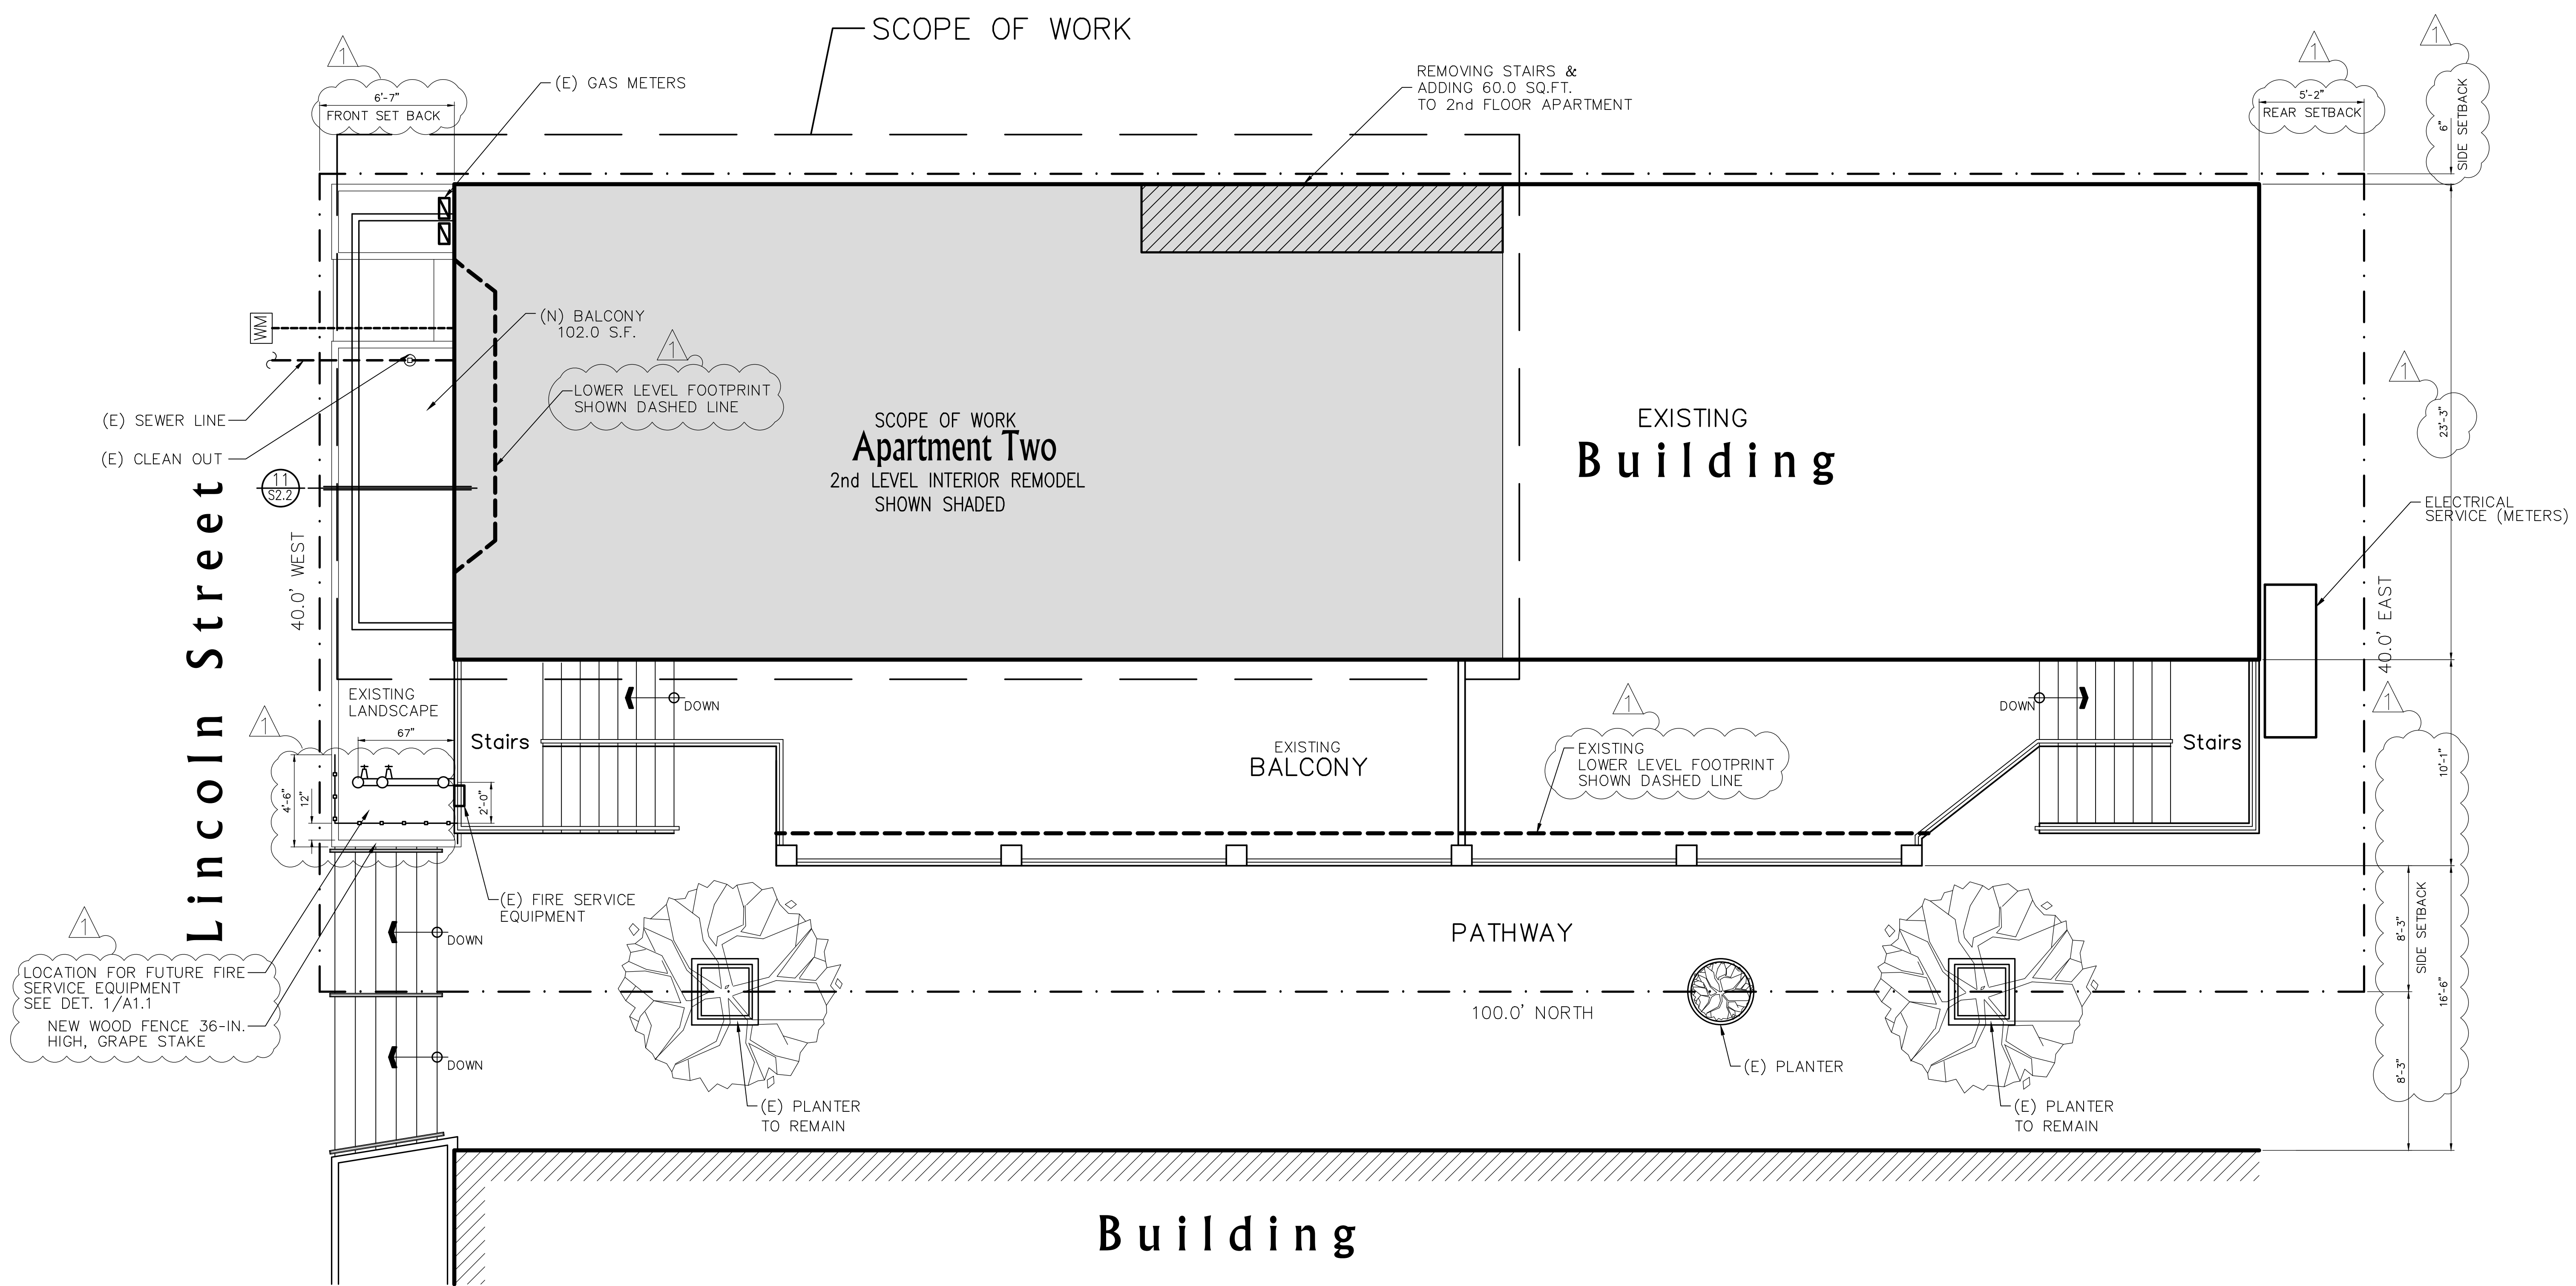 SCOPE OF WORK
1
6'-7"
FRONT SET BACK
(E) GAS METERS
REMOVING STAIRS &
ADDING 60.0 SQ.FT.
TO 2nd FLOOR APARTMENT
1
5'-2"
REAR SETBACK
1
6"
SIDE SETBACK
(N) BALCONY
102.0 S.F.
WM
1
LOWER LEVEL FOOTPRINT
SHOWN DASHED LINE
(E) SEWER LINE
(E) CLEAN OUT
11
S2.2
SCOPE OF WORK
Apartment Two
2nd LEVEL INTERIOR REMODEL
SHOWN SHADED
EXISTING
Building
1
23'-3"
ELECTRICAL
SERVICE (METERS)
Lincoln Street
40.0' WEST
40.0' EAST
EXISTING
LANDSCAPE
1
67"
4'-6"
12"
2'-0"
Stairs
DOWN
EXISTING
BALCONY
1
EXISTING
LOWER LEVEL FOOTPRINT
SHOWN DASHED LINE
DOWN
Stairs
1
10'-1"
8'-3"
SIDE SETBACK
16'-6"
8'-3"
(E) FIRE SERVICE
EQUIPMENT
DOWN
DOWN
1
LOCATION FOR FUTURE FIRE
SERVICE EQUIPMENT
SEE DET. 1/A1.1
NEW WOOD FENCE 36-IN.
HIGH, GRAPE STAKE
PATHWAY
100.0' NORTH
(E) PLANTER
(E) PLANTER
TO REMAIN
(E) PLANTER
TO REMAIN
Building